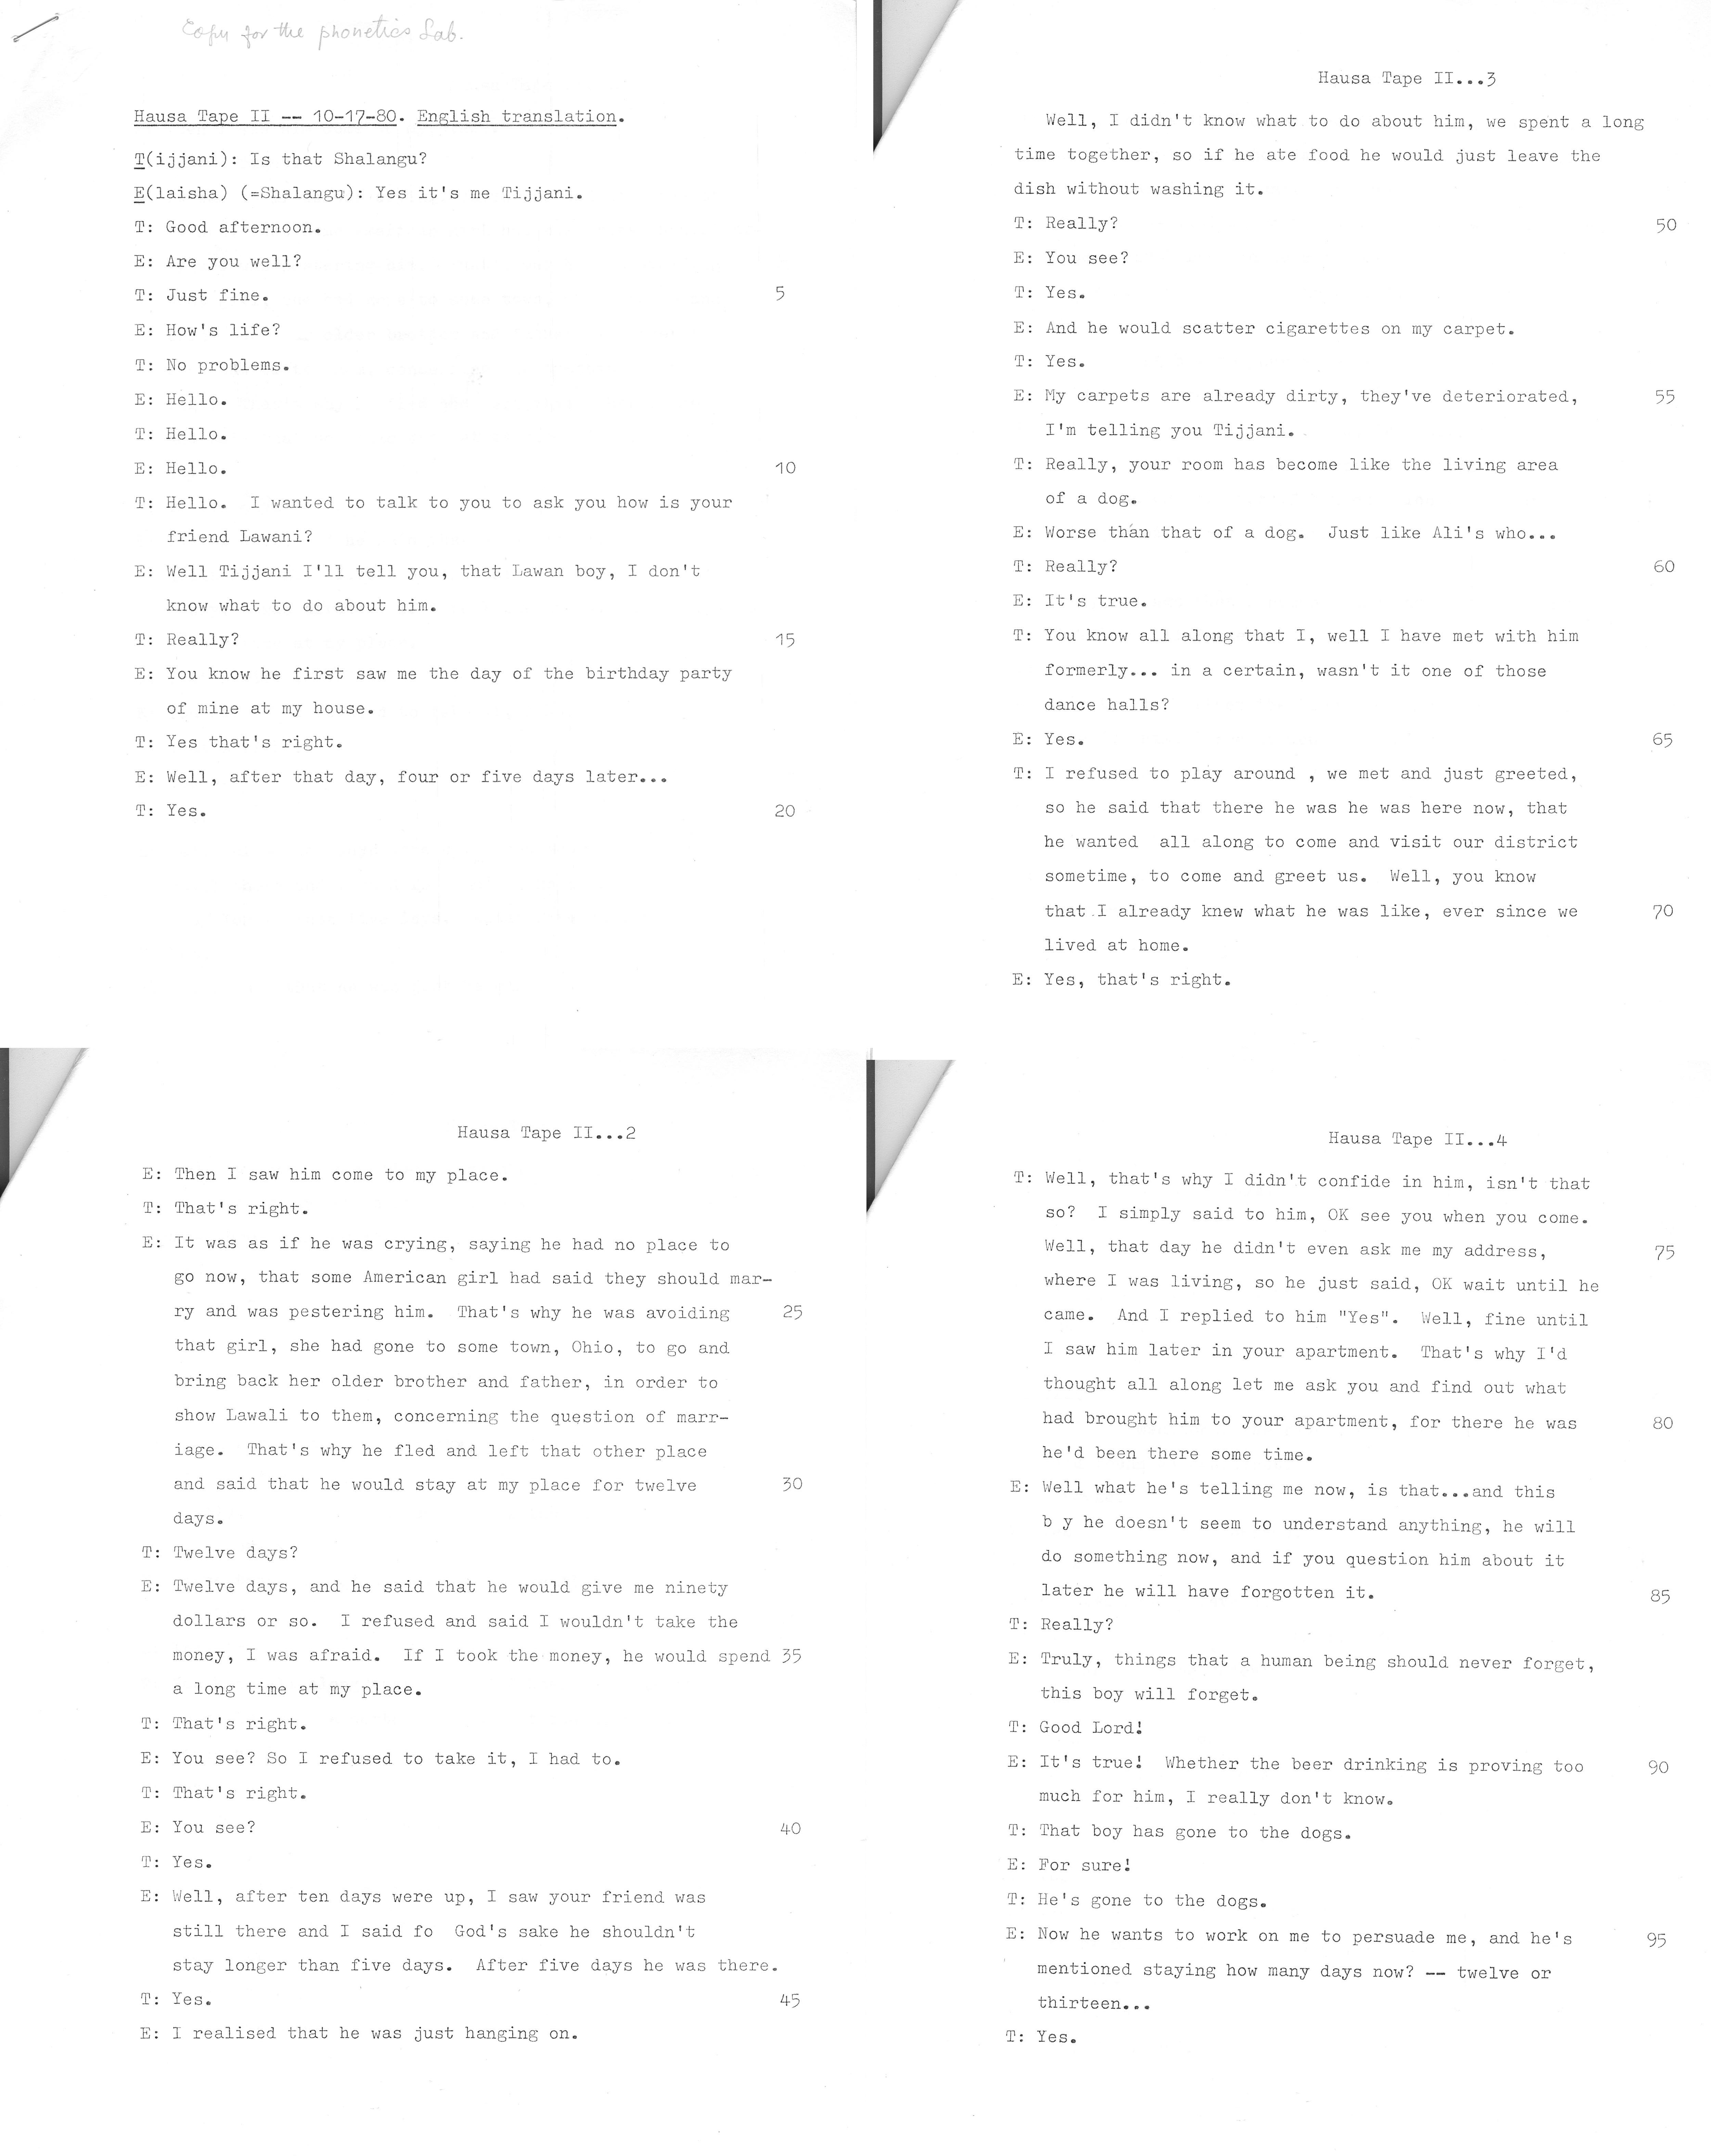 Copy for the phonetics Lab.
Hausa Tape II -- 10-17-80. English translation.
T(ijjani): Is that Shalangu?
E(laisha) (=Shalangu): Yes it's me Tijjani.
T: Good afternoon.
E: Are you well?
T: Just fine. 5
E: How's life?
T: No problems.
E: Hello.
T: Hello.
E: Hello. 10
T: Hello. I wanted to talk to you to ask you how is your
friend Lawani?
E: Well Tijjani I'll tell you, that Lawan boy, I don't
know what to do about him.
T: Really? 15
E: You know he first saw me the day of the birthday party
of mine at my house.
T: Yes that's right.
E: Well, after that day, four or five days later...
T: Yes. 20
Hausa Tape II...2
E: Then I saw him come to my place.
T: That's right.
E: It was as if he was crying, saying he had no place to
go now, that some American girl had said they should mar-
ry and was pestering him. That's why he was avoiding 25
that girl, she had gone to some town, Ohio, to go and
bring back her older brother and father, in order to
show Lawali to them, concerning the question of marr-
iage. That's why he fled and left that other place
and said that he would stay at my place for twelve 30
days.
T: Twelve days?
E: Twelve days, and he said that he would give me ninety
dollars or so. I refused and said I wouldn't take the
money, I was afraid. If I took the money, he would spend 35
a long time at my place.
T: That's right.
E: You see? So I refused to take it, I had to.
T: That's right.
E: You see? 40
T: Yes.
E: Well, after ten days were up, I saw your friend was
still there and I said fo God's sake he shouldn't
stay longer than five days. After five days he was there.
T: Yes. 45
E: I realised that he was just hanging on.
Hausa Tape II...3
Well, I didn't know what to do about him, we spent a long
time together, so if he ate food he would just leave the
dish without washing it.
T: Really? 50
E: You see?
T: Yes.
E: And he would scatter cigarettes on my carpet.
T: Yes.
E: My carpets are already dirty, they've deteriorated, 55
I'm telling you Tijjani.
T: Really, your room has become like the living area
of a dog.
E: Worse than that of a dog. Just like Ali's who...
T: Really? 60
E: It's true.
T: You know all along that I, well I have met with him
formerly... in a certain, wasn't it one of those
dance halls?
E: Yes. 65
T: I refused to play around , we met and just greeted,
so he said that there he was he was here now, that
he wanted all along to come and visit our district
sometime, to come and greet us. Well, you know
that I already knew what he was like, ever since we 70
lived at home.
E: Yes, that's right.
Hausa Tape II...4
T: Well, that's why I didn't confide in him, isn't that
so? I simply said to him, OK see you when you come.
Well, that day he didn't even ask me my address, 75
where I was living, so he just said, OK wait until he
came. And I replied to him "Yes". Well, fine until
I saw him later in your apartment. That's why I'd
thought all along let me ask you and find out what
had brought him to your apartment, for there he was 80
he'd been there some time.
E: Well what he's telling me now, is that...and this
b y he doesn't seem to understand anything, he will
do something now, and if you question him about it
later he will have forgotten it. 85
T: Really?
E: Truly, things that a human being should never forget,
this boy will forget.
T: Good Lord!
E: It's true! Whether the beer drinking is proving too 90
much for him, I really don't know.
T: That boy has gone to the dogs.
E: For sure!
T: He's gone to the dogs.
E: Now he wants to work on me to persuade me, and he's 95
mentioned staying how many days now? -- twelve or
thirteen...
T: Yes.